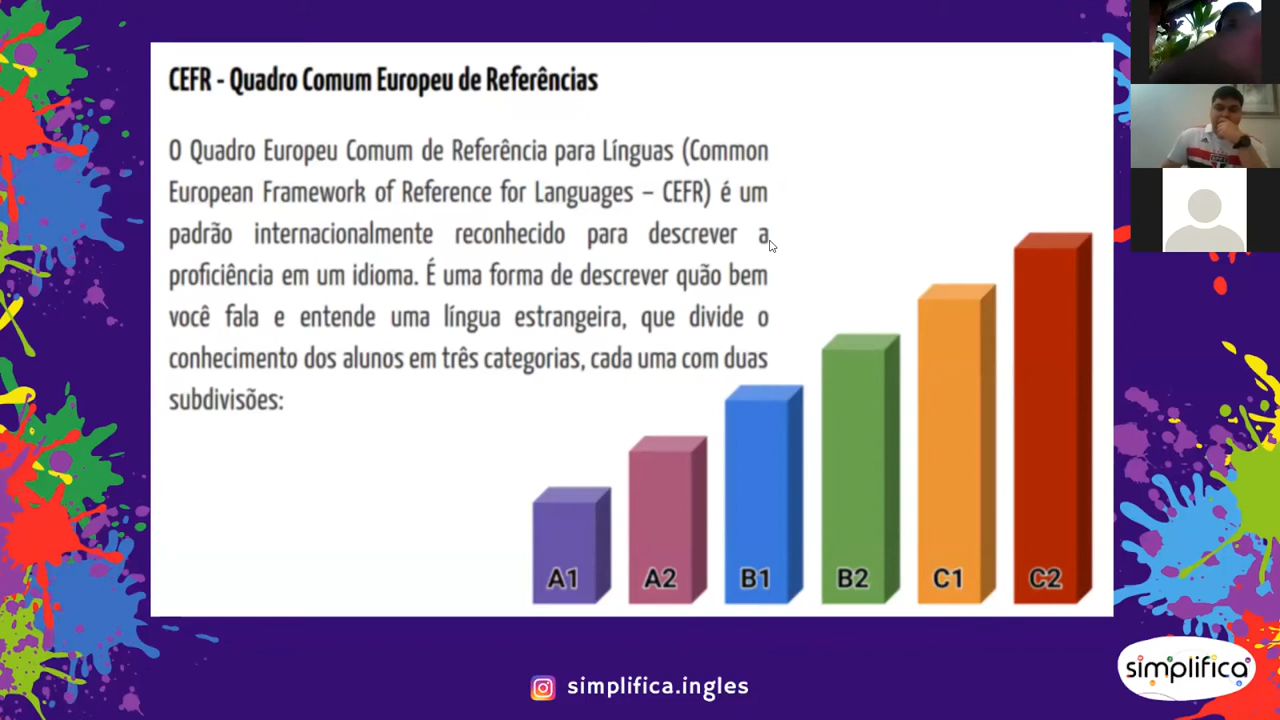 CEFR - Quadro Comum Europeu de Referências
O Quadro Europeu Comum de Referência para Línguas (Common
European Framework of Reference for Languages – CEFR) é um
padrão internacionalmente reconhecido para descrever a
proficiência em um idioma. É uma forma de descrever quão bem
você fala e entende uma língua estrangeira, que divide o
conhecimento dos alunos em três categorias, cada uma com duas
subdivisões:
A1 A2 B1 B2 C1 C2
simplifica
simplifica.ingles